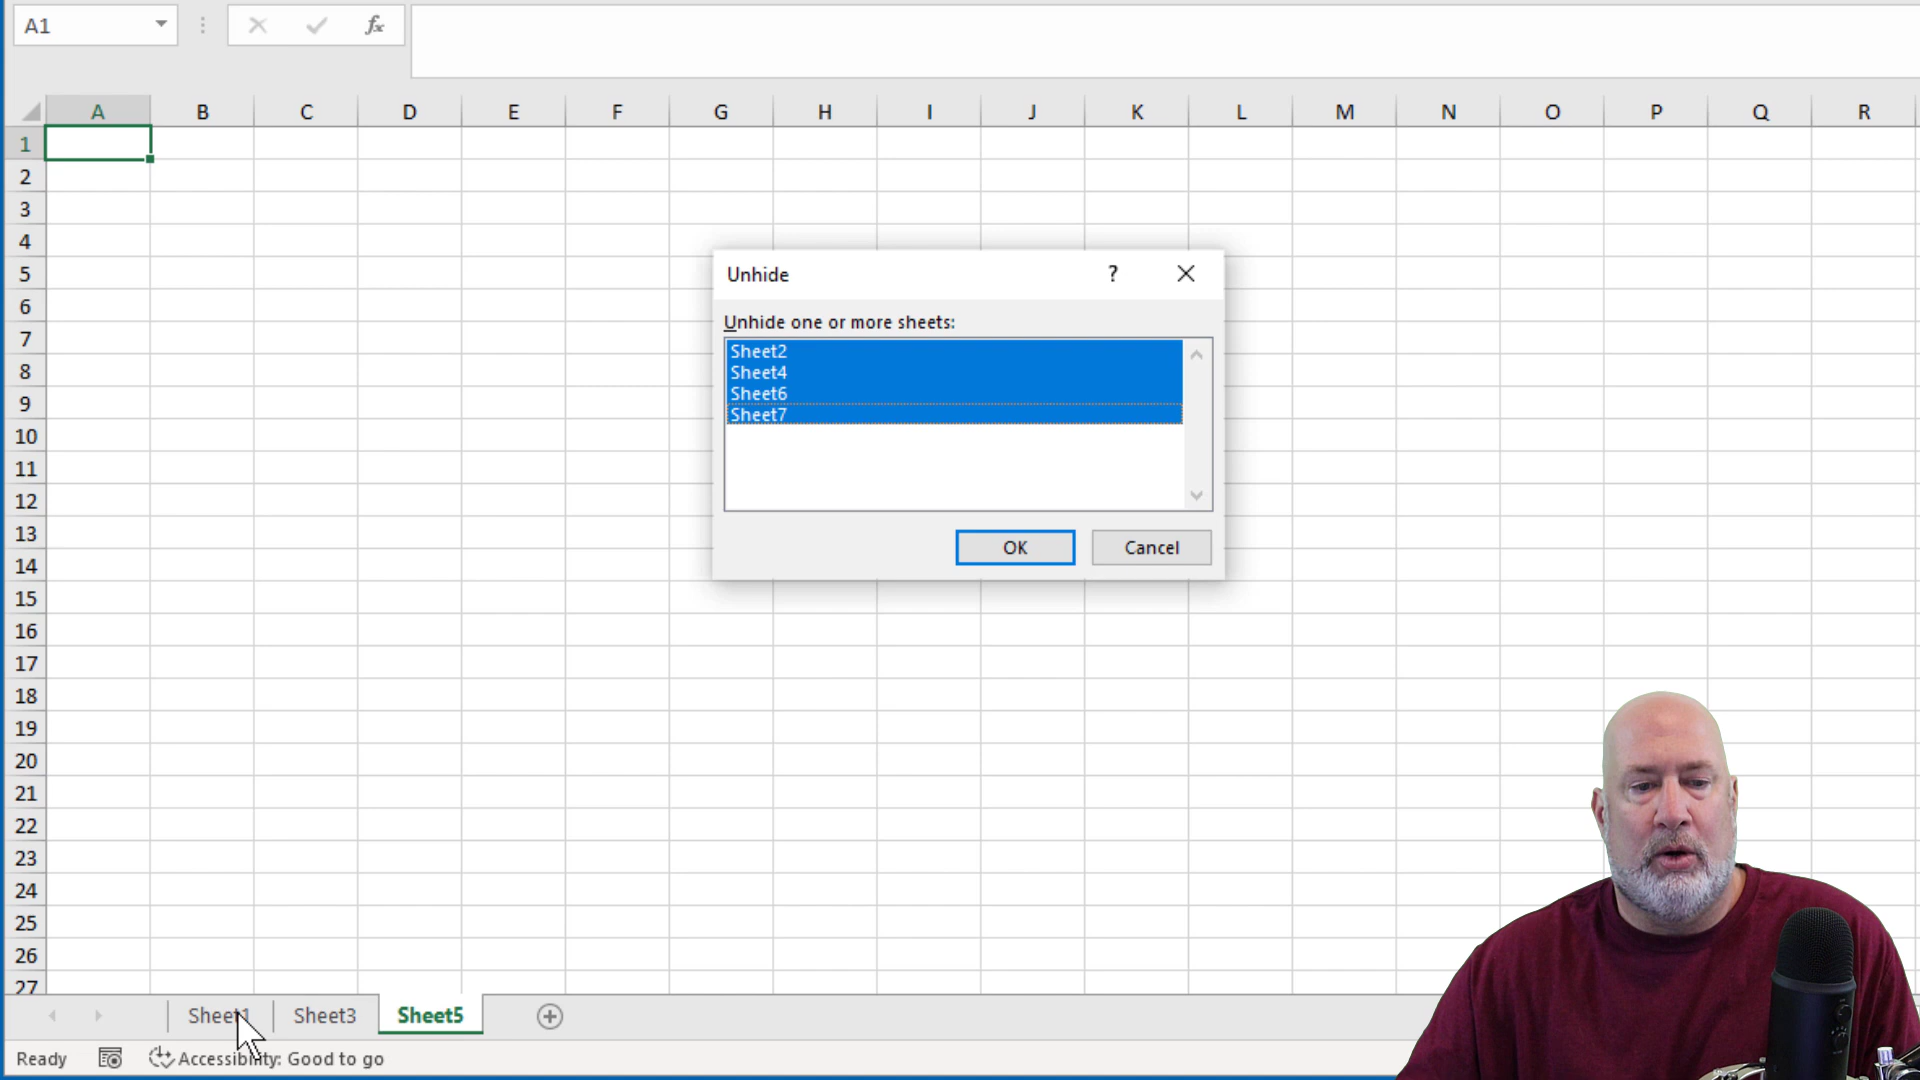 A1
fx
A B C D E F G H I J K L M N O P Q R
1
2
3
4
5
6
7
8
9
10
11
12
13
14
15
16
17
18
19
20
21
22
23
24
25
26
27
Unhide ?
Unhide one or more sheets:
Sheet2
Sheet4
Sheet6
Sheet7
OK Cancel
Sheet1 Sheet3 Sheet5
Ready Accessibility: Good to go